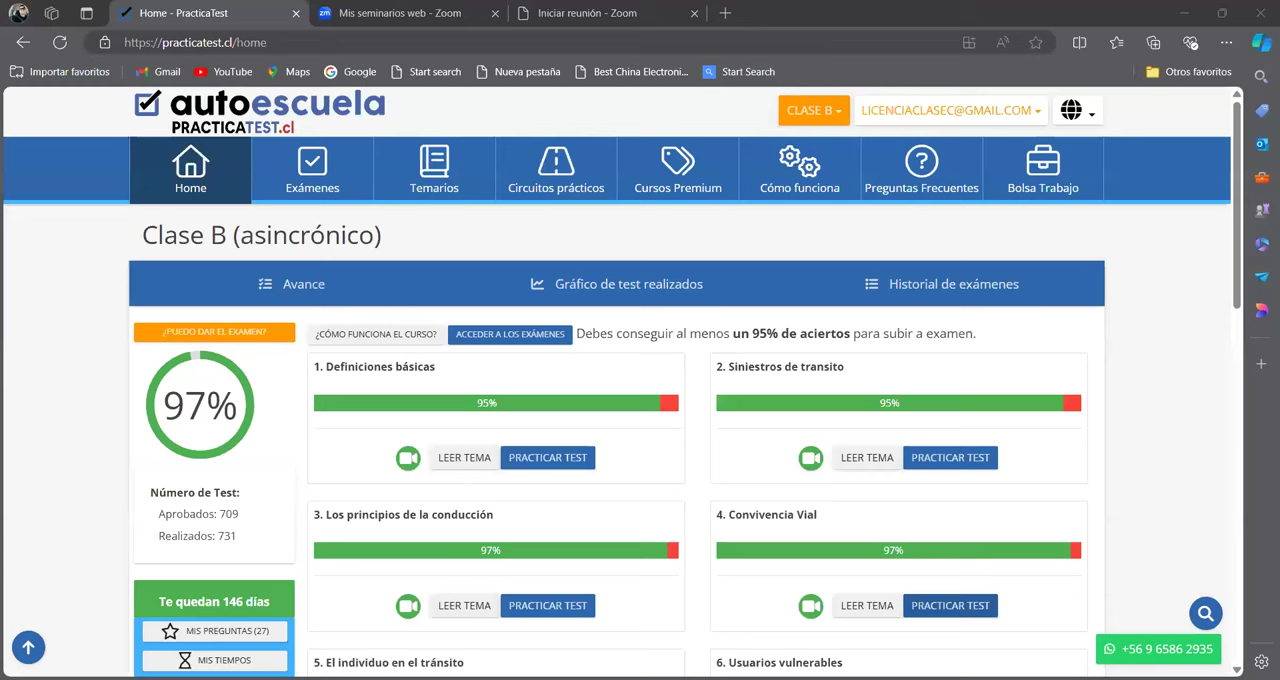 Home - PracticaTest
Mis seminarios web - Zoom
Iniciar reunión - Zoom
https://practicatest.cl/home
Importar favoritos
Gmail
YouTube
Maps
Google
Start search
Nueva pestaña
Best China Electroni...
Start Search
Otros favoritos
autoescuela
PRACTICATEST.cl
CLASE B
LICENCIACLASEC@GMAIL.COM
Home
Exámenes
Temarios
Circuitos prácticos
Cursos Premium
Cómo funciona
Preguntas Frecuentes
Bolsa Trabajo
Clase B (asincrónico)
Avance
Gráfico de test realizados
Historial de exámenes
¿PUEDO DAR EL EXAMEN?
¿CÓMO FUNCIONA EL CURSO?
ACCEDER A LOS EXÁMENES
Debes conseguir al menos un 95% de aciertos para subir a examen.
97%
Número de Test:
Aprobados: 709
Realizados: 731
Te quedan 146 días
MIS PREGUNTAS (27)
MIS TIEMPOS
1. Definiciones básicas
95%
LEER TEMA
PRACTICAR TEST
2. Siniestros de transito
95%
LEER TEMA
PRACTICAR TEST
3. Los principios de la conducción
97%
LEER TEMA
PRACTICAR TEST
4. Convivencia Vial
97%
LEER TEMA
PRACTICAR TEST
5. El individuo en el tránsito
6. Usuarios vulnerables
+56 9 6586 2935